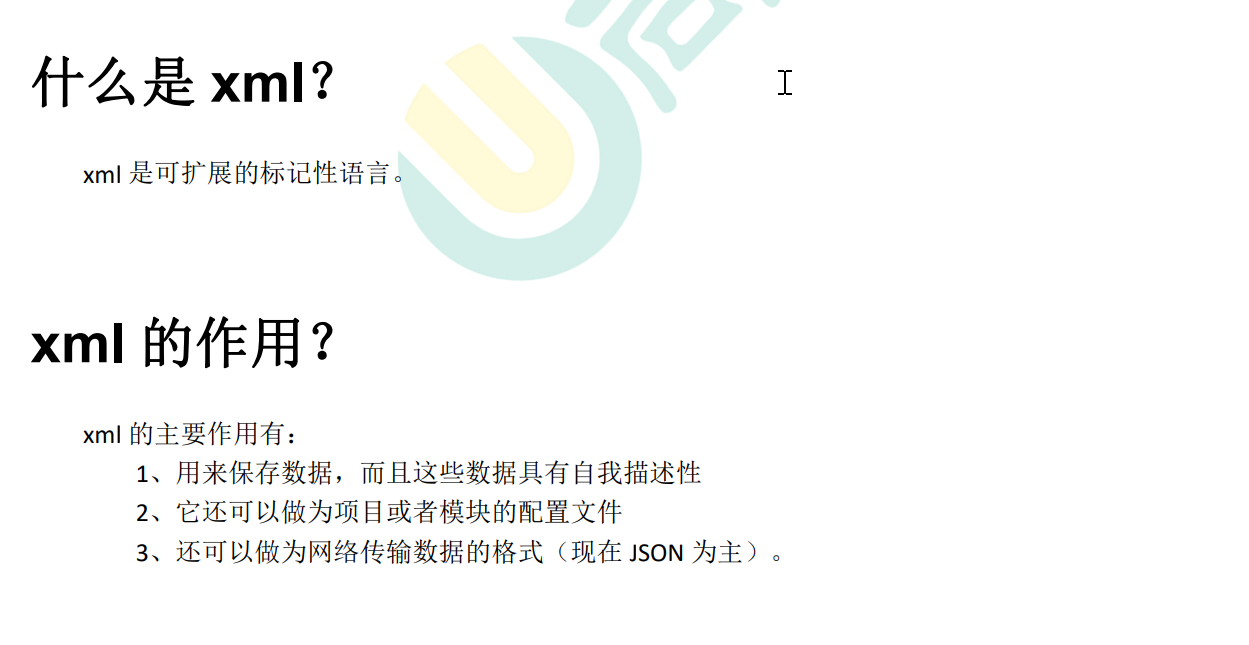 什么是 xml？
xml 是可扩展的标记性语言。
xml 的作用？
xml 的主要作用有：
1、用来保存数据，而且这些数据具有自我描述性
2、它还可以做为项目或者模块的配置文件
3、还可以做为网络传输数据的格式（现在 JSON 为主）。